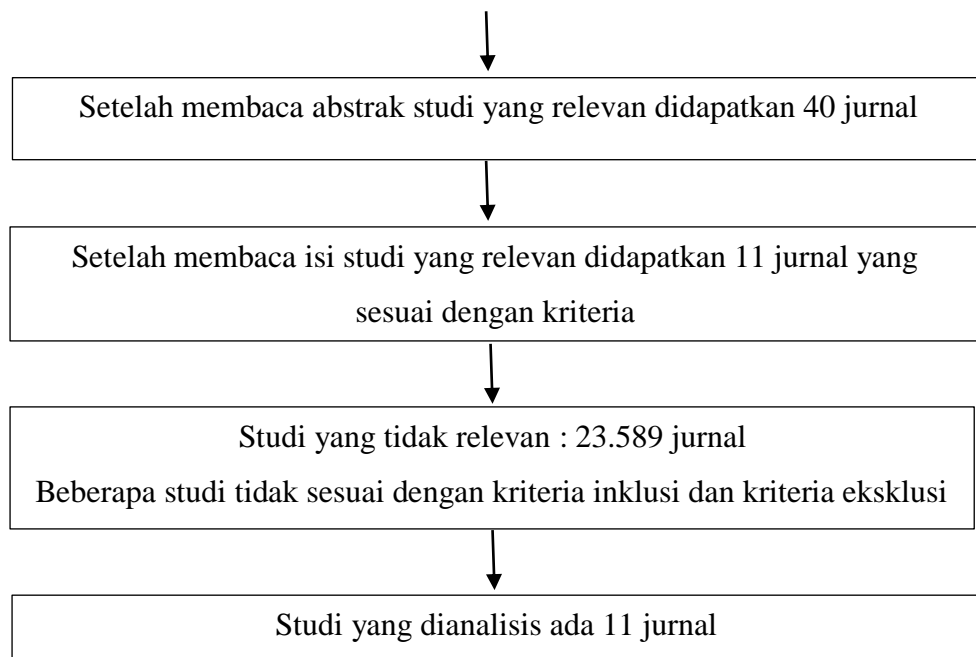 Setelah membaca abstrak studi yang relevan didapatkan 40 jurnal
Setelah membaca isi studi yang relevan didapatkan 11 jurnal yang
sesuai dengan kriteria
Studi yang tidak relevan : 23.589 jurnal
Beberapa studi tidak sesuai dengan kriteria inklusi dan kriteria eksklusi
Studi yang dianalisis ada 11 jurnal